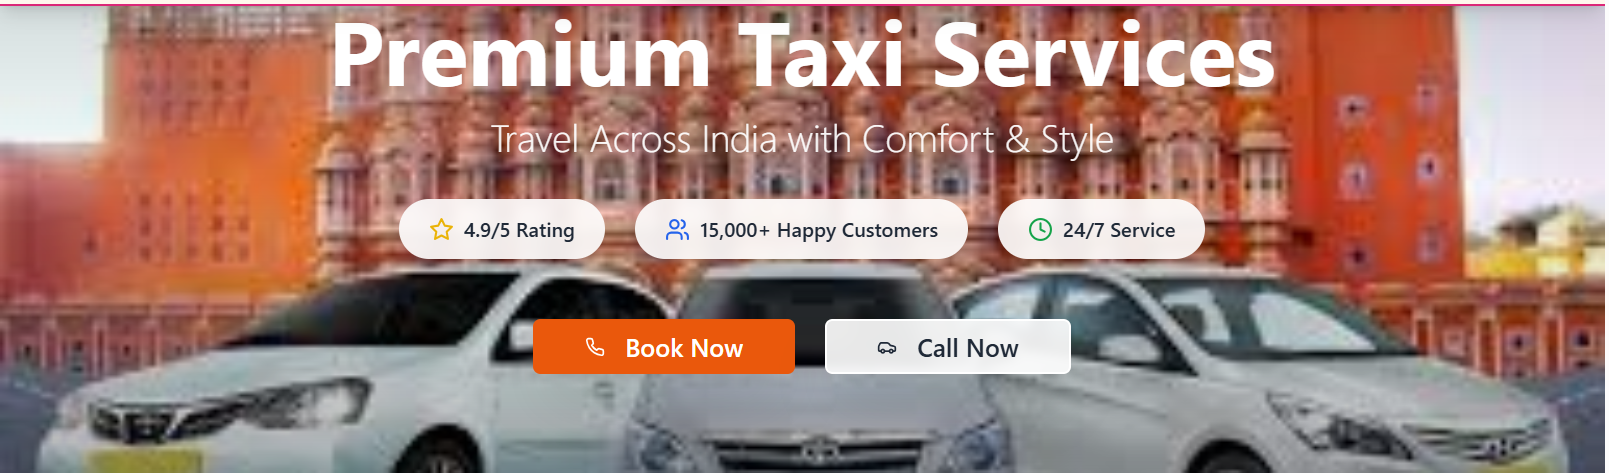 Premium Taxi Services
Travel Across India with Comfort & Style
4.9/5 Rating
15,000+ Happy Customers
24/7 Service
Book Now
Call Now